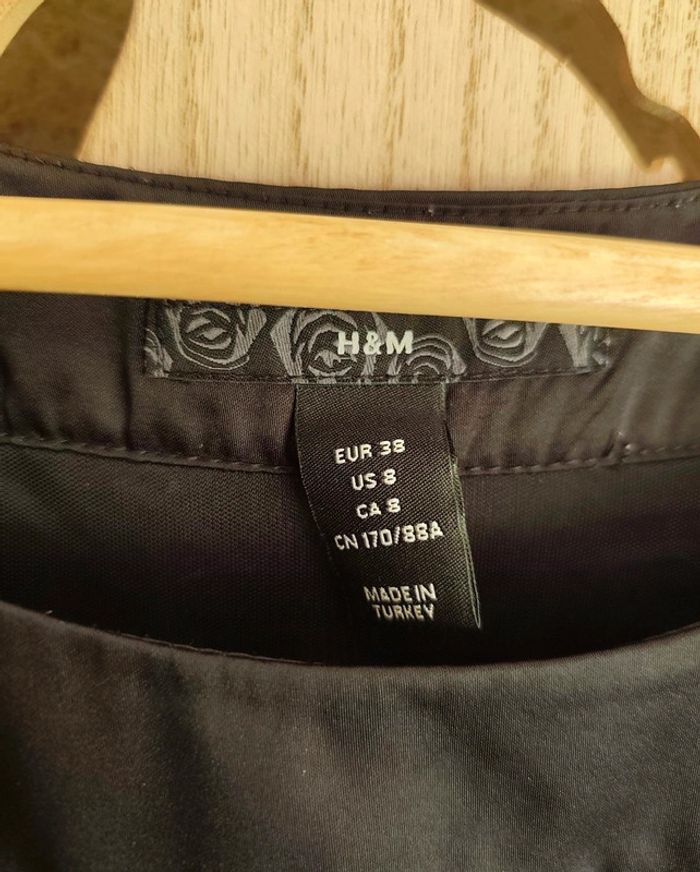 H&M
EUR 38
US 8
CA 8
CN 170/88A
MADE IN
TURKEY